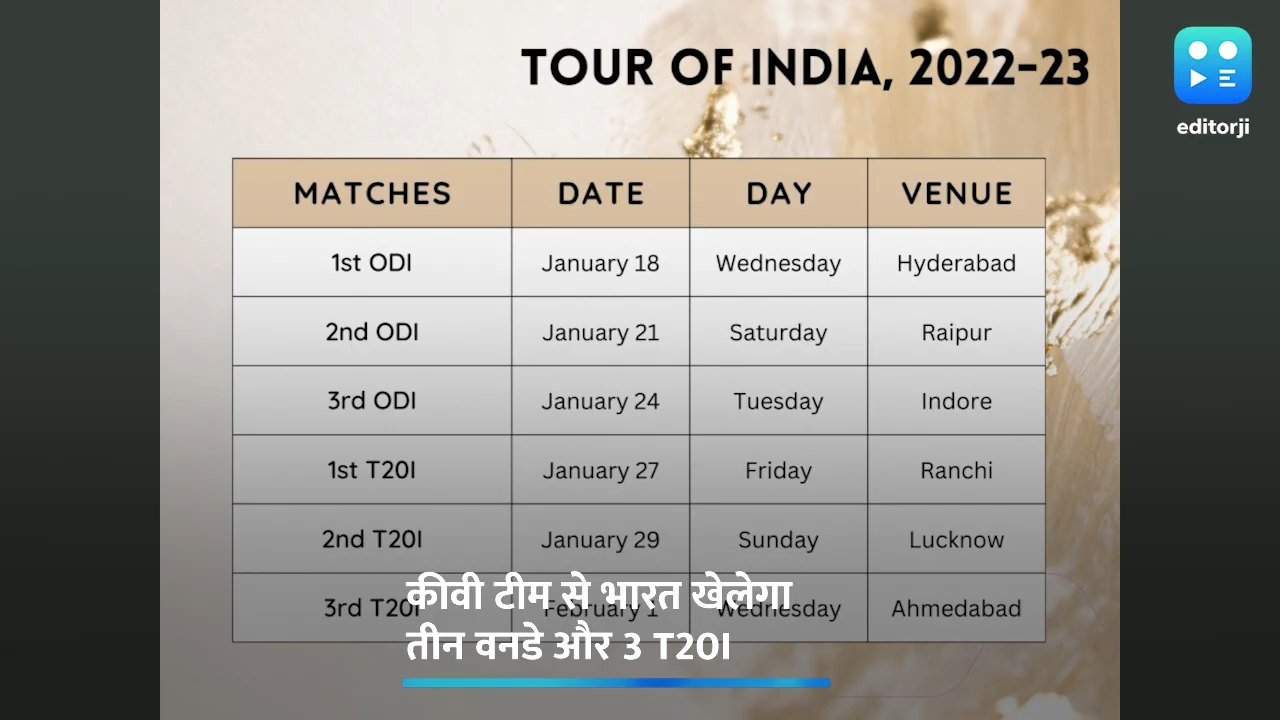 TOUR OF INDIA, 2022-23
editorji
MATCHES DATE DAY VENUE
1st ODI January 18 Wednesday Hyderabad
2nd ODI January 21 Saturday Raipur
3rd ODI January 24 Tuesday Indore
1st T20I January 27 Friday Ranchi
2nd T20I January 29 Sunday Lucknow
3rd T20I February 1 Wednesday Ahmedabad
कीवी टीम से भारत खेलेगा
तीन वनडे और 3 T20I